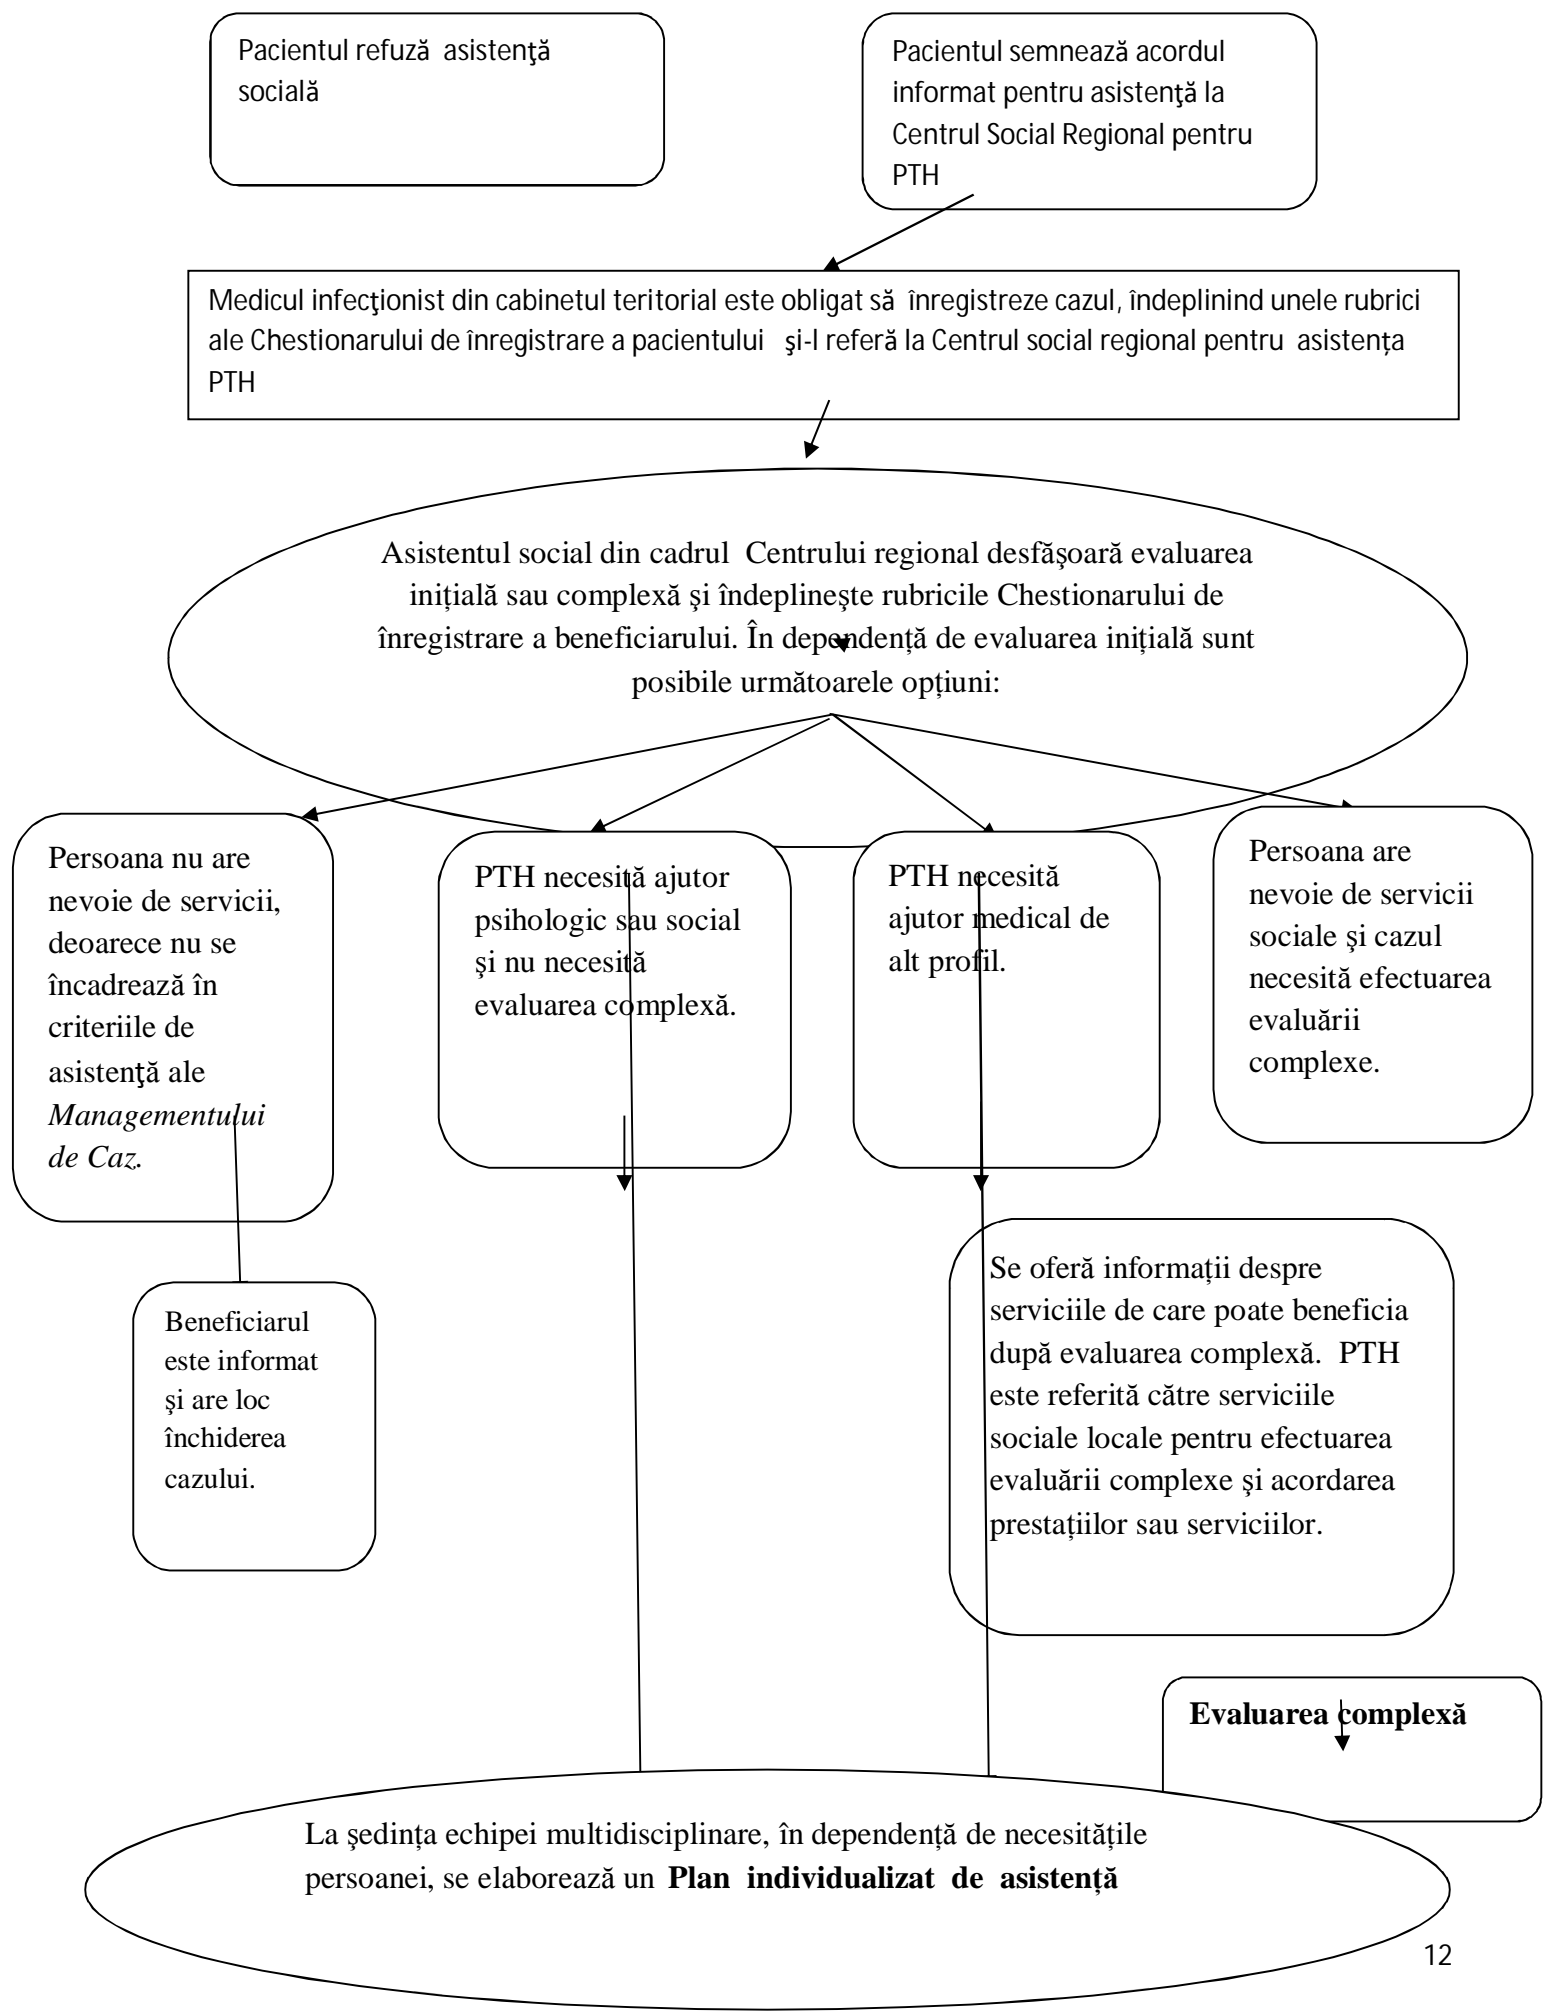 Pacientul refuză asistenţă
socială
Pacientul semnează acordul
informat pentru asistenţă la
Centrul Social Regional pentru
PTH
Medicul infecţionist din cabinetul teritorial este obligat să înregistreze cazul, îndeplinind unele rubrici
ale Chestionarului de înregistrare a pacientului şi-l referă la Centrul social regional pentru asistența
PTH
Asistentul social din cadrul Centrului regional desfăşoară evaluarea
inițială sau complexă şi îndeplineşte rubricile Chestionarului de
înregistrare a beneficiarului. În dependență de evaluarea inițială sunt
posibile următoarele opțiuni:
Persoana nu are
nevoie de servicii,
deoarece nu se
încadrează în
criteriile de
asistenţă ale
Managementului
de Caz.
PTH necesită ajutor
psihologic sau social
şi nu necesită
evaluarea complexă.
PTH necesită
ajutor medical de
alt profil.
Persoana are
nevoie de servicii
sociale şi cazul
necesită efectuarea
evaluării
complexe.
Beneficiarul
este informat
şi are loc
închiderea
cazului.
Se oferă informații despre
serviciile de care poate beneficia
după evaluarea complexă. PTH
este referită către serviciile
sociale locale pentru efectuarea
evaluării complexe şi acordarea
prestațiilor sau serviciilor.
Evaluarea complexă
La şedința echipei multidisciplinare, în dependență de necesitățile
persoanei, se elaborează un Plan individualizat de asistență
12